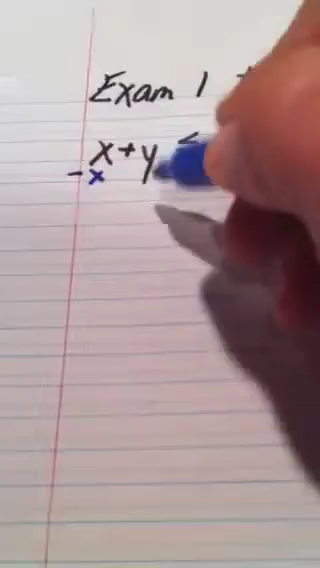 Exam 1
x + y <
- x